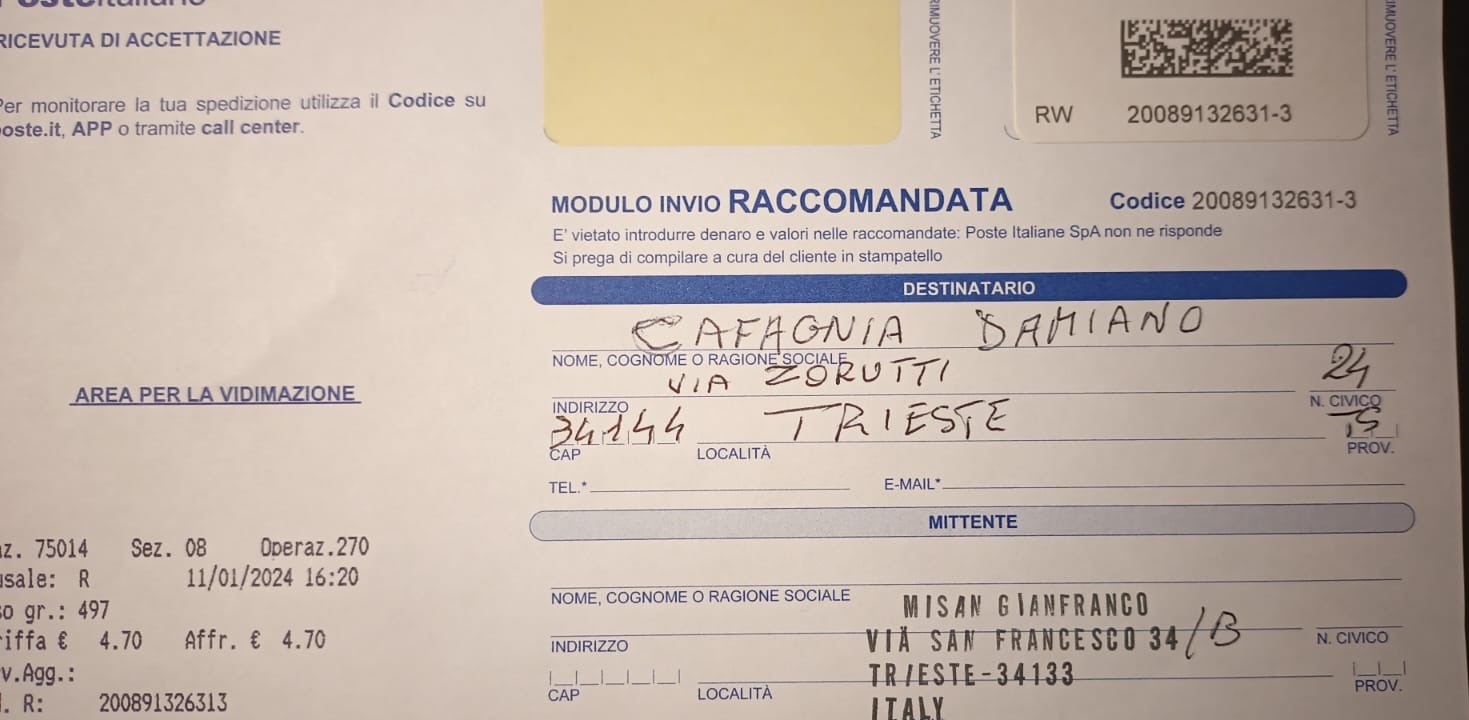 RICEVUTA DI ACCETTAZIONE
Per monitorare la tua spedizione utilizza il Codice su
poste.it, APP o tramite call center.
RIMUOVERE L'ETICHETTA
RW 20089132631-3
RIMUOVERE L'ETICHETTA
MODULO INVIO RACCOMANDATA Codice 20089132631-3
E' vietato introdurre denaro e valori nelle raccomandate: Poste Italiane SpA non ne risponde
Si prega di compilare a cura del cliente in stampatello
DESTINATARIO
CAFAGNIA DAMIANO
NOME, COGNOME O RAGIONE SOCIALE
VIA ZORUTTI 24
INDIRIZZO N. CIVICO
34144 TRIESTE TS
CAP LOCALITÀ PROV.
TEL.* E-MAIL*
MITTENTE
NOME, COGNOME O RAGIONE SOCIALE
MISAN GIANFRANCO
VIA SAN FRANCESCO 34/B
INDIRIZZO N. CIVICO
TRIESTE-34133
CAP LOCALITÀ PROV.
ITALY
AREA PER LA VIDIMAZIONE
az. 75014 Sez. 08 Operaz.270
usale: R 11/01/2024 16:20
so gr.: 497
riffa € 4.70 Affr. € 4.70
v.Agg.:
. R: 200891326313